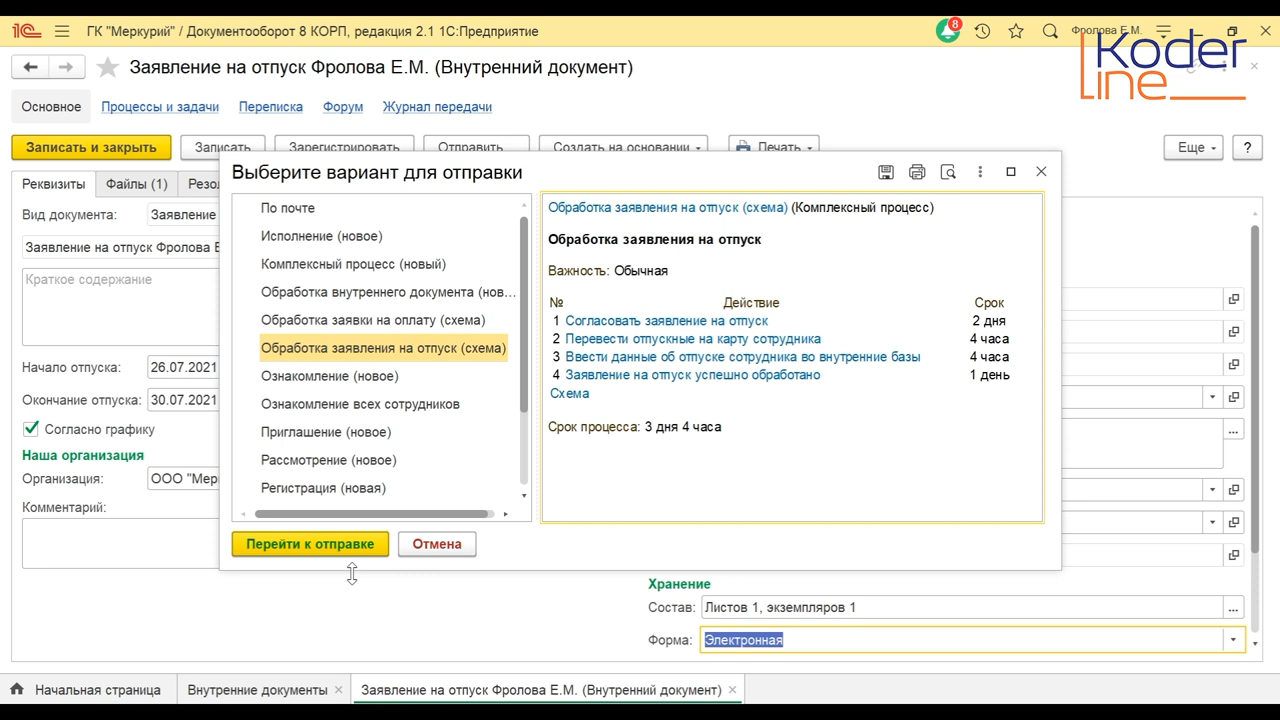 ГК "Меркурий" / Документооборот 8 КОРП, редакция 2.1 1С:Предприятие
8
Фролова Е.М.
Koder line
Заявление на отпуск Фролова Е.М. (Внутренний документ)
Основное Процессы и задачи Переписка Форум Журнал передачи
Записать и закрыть Записать Зарегистрировать Отправить Создать на основании Печать Еще ?
Реквизиты Файлы (1)
Вид документа: Заявление
Заявление на отпуск Фролова
Краткое содержание
Начало отпуска: 26.07.2021
Окончание отпуска: 30.07.2021
Согласно графику
Наша организация
Организация: ООО
Комментарий:
Выберите вариант для отправки
По почте
Исполнение (новое)
Комплексный процесс (новый)
Обработка внутреннего документа (нов...
Обработка заявки на оплату (схема)
Обработка заявления на отпуск (схема)
Ознакомление (новое)
Ознакомление всех сотрудников
Приглашение (новое)
Рассмотрение (новое)
Регистрация (новая)
Обработка заявления на отпуск (схема) (Комплексный процесс)
Обработка заявления на отпуск
Важность: Обычная
№ Действие Срок
1 Согласовать заявление на отпуск 2 дня
2 Перевести отпускные на карту сотрудника 4 часа
3 Ввести данные об отпуске сотрудника во внутренние базы 4 часа
4 Заявление на отпуск успешно обработано 1 день
Схема
Срок процесса: 3 дня 4 часа
Перейти к отправке Отмена
Хранение
Состав: Листов 1, экземпляров 1
Форма: Электронная
Начальная страница Внутренние документы Заявление на отпуск Фролова Е.М. (Внутренний документ)